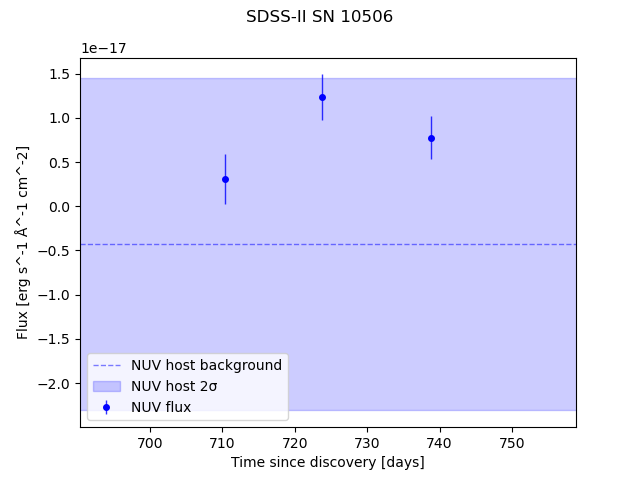 SDSS-II SN 10506
1e−17
1.5
1.0
0.5
0.0
−0.5
−1.0
−1.5
−2.0
Flux [erg s^-1 Å^-1 cm^-2]
NUV host background
NUV host 2σ
NUV flux
700 710 720 730 740 750
Time since discovery [days]